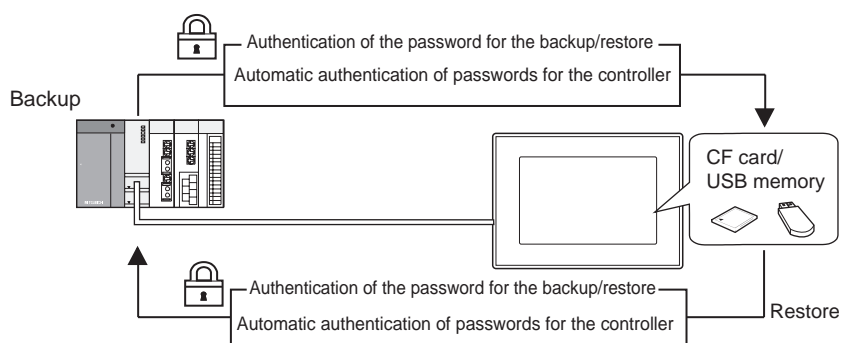 Authentication of the password for the backup/restore
Automatic authentication of passwords for the controller
Backup
CF card/
USB memory
Authentication of the password for the backup/restore
Restore
Automatic authentication of passwords for the controller